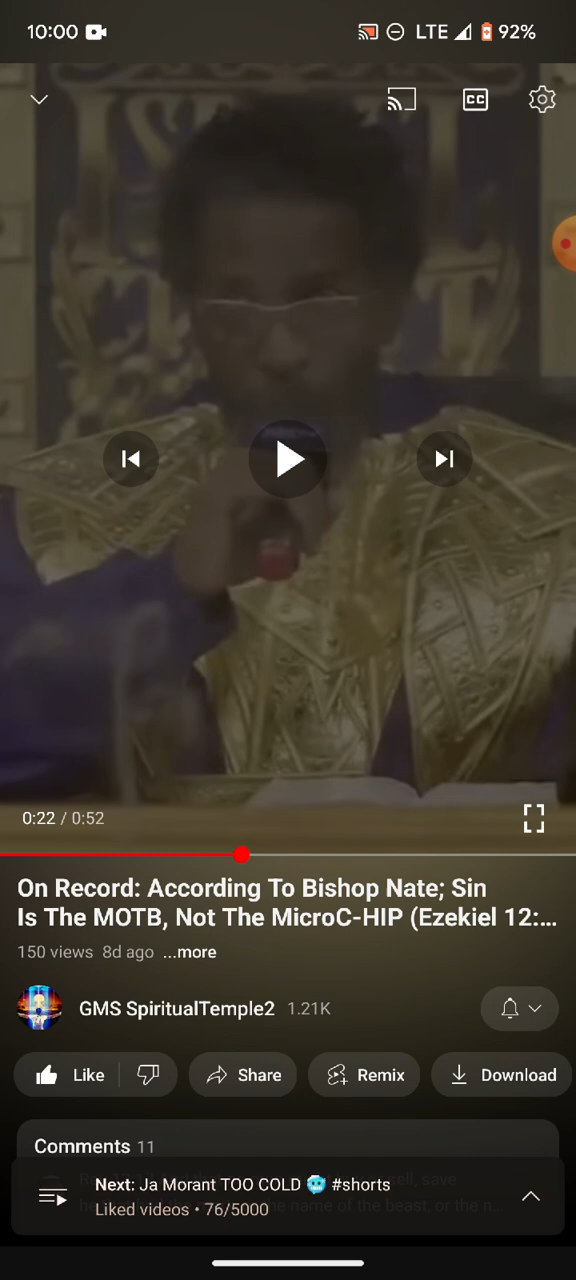 10:00
LTE
92%
CC
0:22 / 0:52
On Record: According To Bishop Nate; Sin
Is The MOTB, Not The MicroC-HIP (Ezekiel 12:...
150 views 8d ago ...more
GMS SpiritualTemple2 1.21K
Like
Share
Remix
Download
Comments 11
Next: Ja Morant TOO COLD 🥶 #shorts
Liked videos • 76/5000